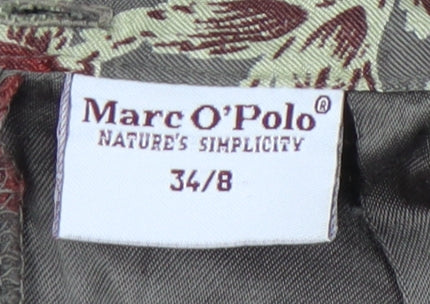 Marc O'Polo®
NATURE'S SIMPLICITY
34/8